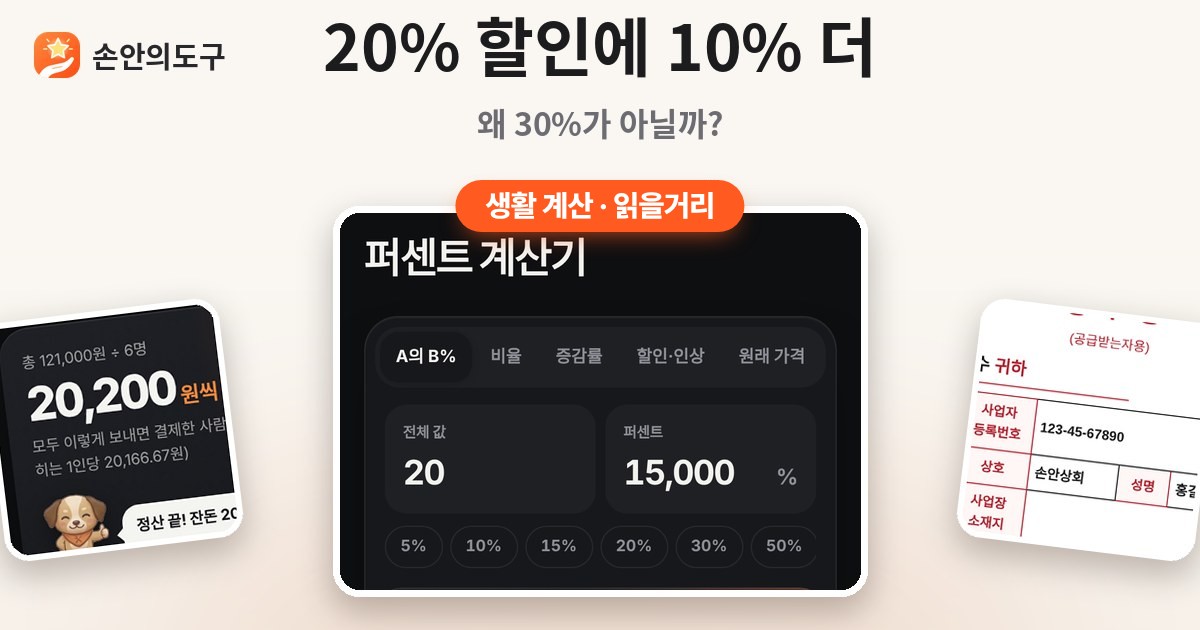 손안의도구
20% 할인에 10% 더
왜 30%가 아닐까?
생활 계산 · 읽을거리
퍼센트 계산기
A의 B% 비율 증감률 할인·인상 원래 가격
전체 값 퍼센트
20 15,000 %
5% 10% 15% 20% 30% 50%
총 121,000원 ÷ 6명
20,200 원씩
모두 이렇게 보내면 결제한 사람
히는 1인당 20,166.67원)
정산 끝! 잔돈 20
(공급받는자용)
귀하
사업자
등록번호 123-45-67890
상호 손안상회 성명
사업장
소재지